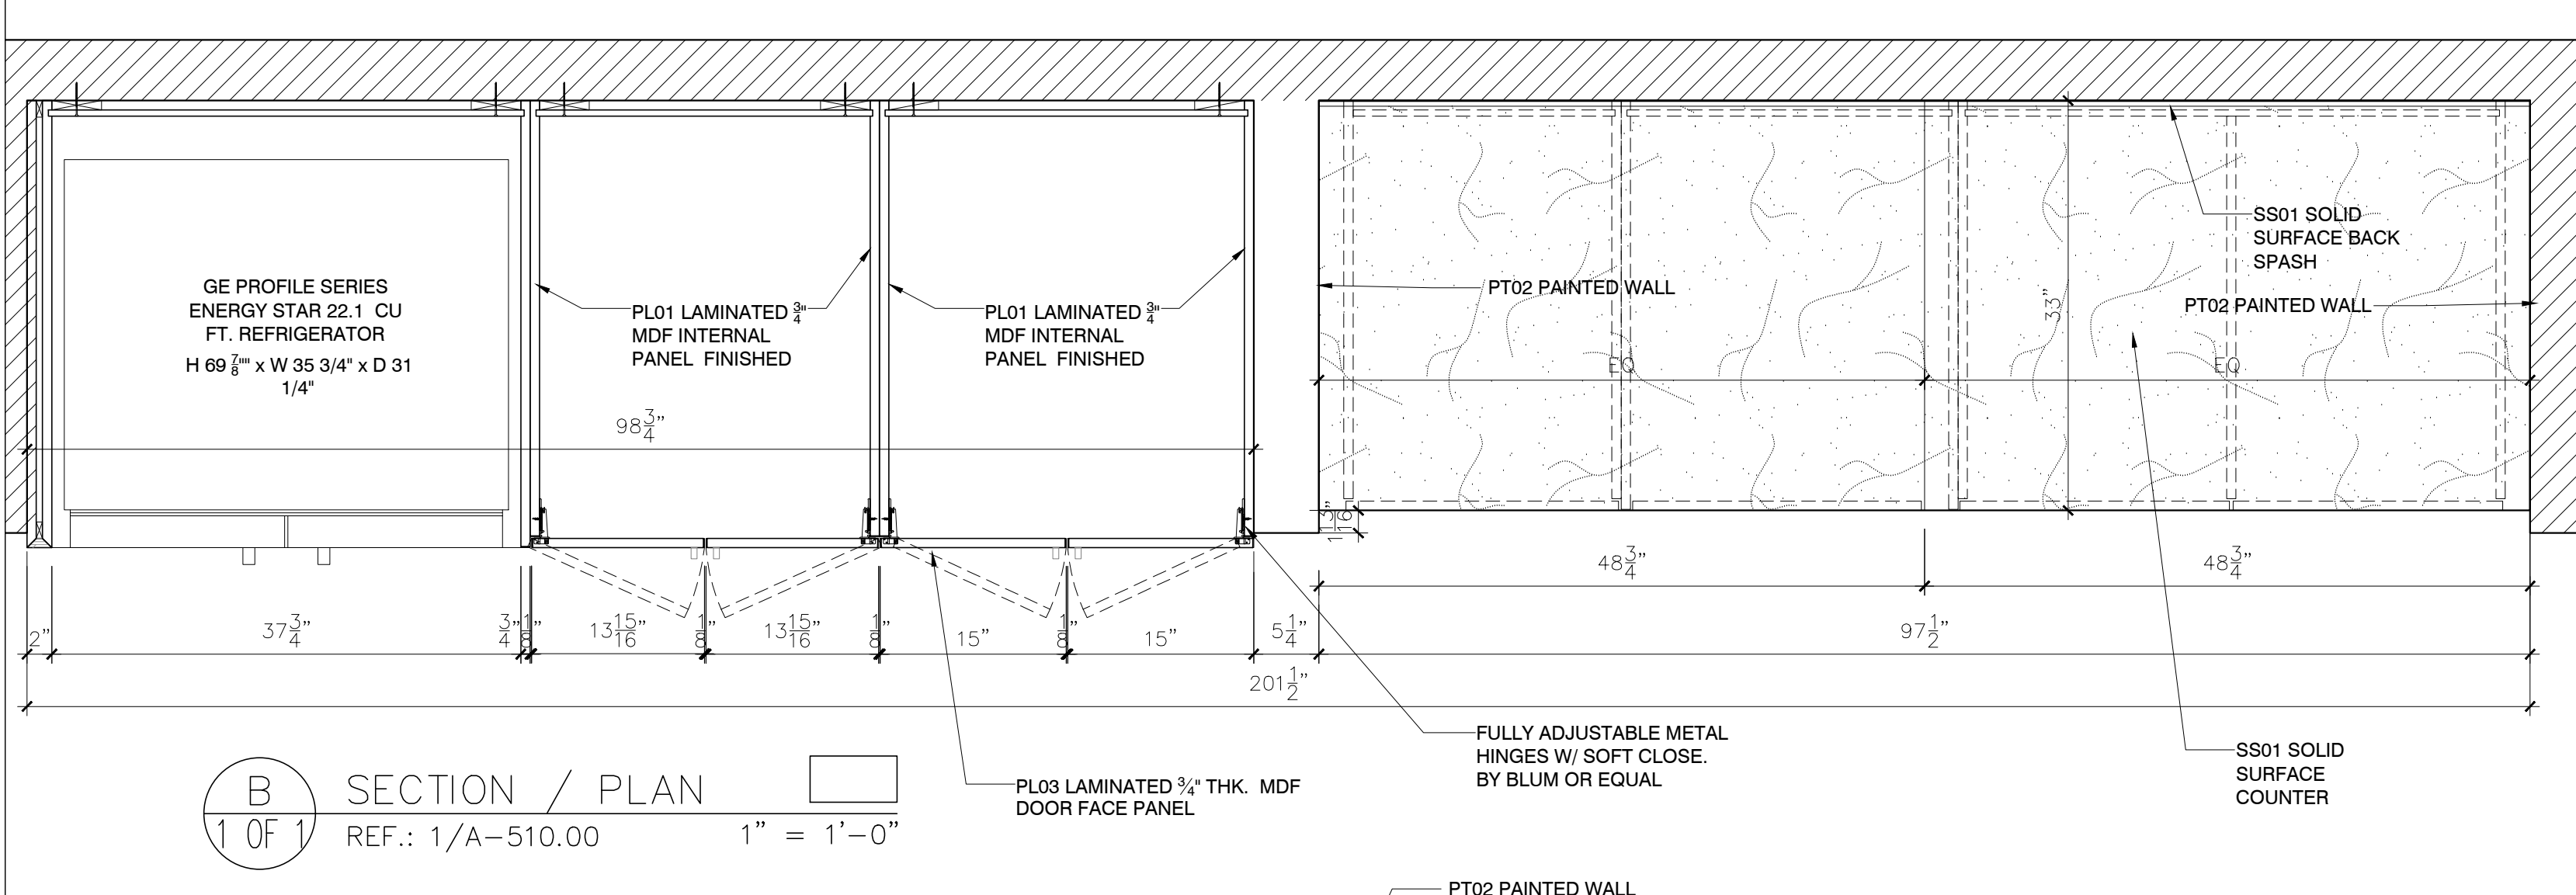 GE PROFILE SERIES
ENERGY STAR 22.1 CU
FT. REFRIGERATOR
H 69 7/8"" x W 35 3/4" x D 31
1/4"
PL01 LAMINATED 3/4"
MDF INTERNAL
PANEL FINISHED
PL01 LAMINATED 3/4"
MDF INTERNAL
PANEL FINISHED
PT02 PAINTED WALL
SS01 SOLID
SURFACE BACK
SPASH
PT02 PAINTED WALL
33"
EQ
EQ
98 3/4"
1 3/16"
48 3/4"
48 3/4"
2"
37 3/4"
3/4"
1/8"
13 15/16"
1/8"
13 15/16"
1/8"
15"
1/8"
15"
5 1/4"
97 1/2"
201 1/2"
FULLY ADJUSTABLE METAL
HINGES W/ SOFT CLOSE.
BY BLUM OR EQUAL
PL03 LAMINATED 3/4" THK. MDF
DOOR FACE PANEL
SS01 SOLID
SURFACE
COUNTER
B
1 OF 1
SECTION / PLAN
REF.: 1/A-510.00
1" = 1'-0"
PT02 PAINTED WALL